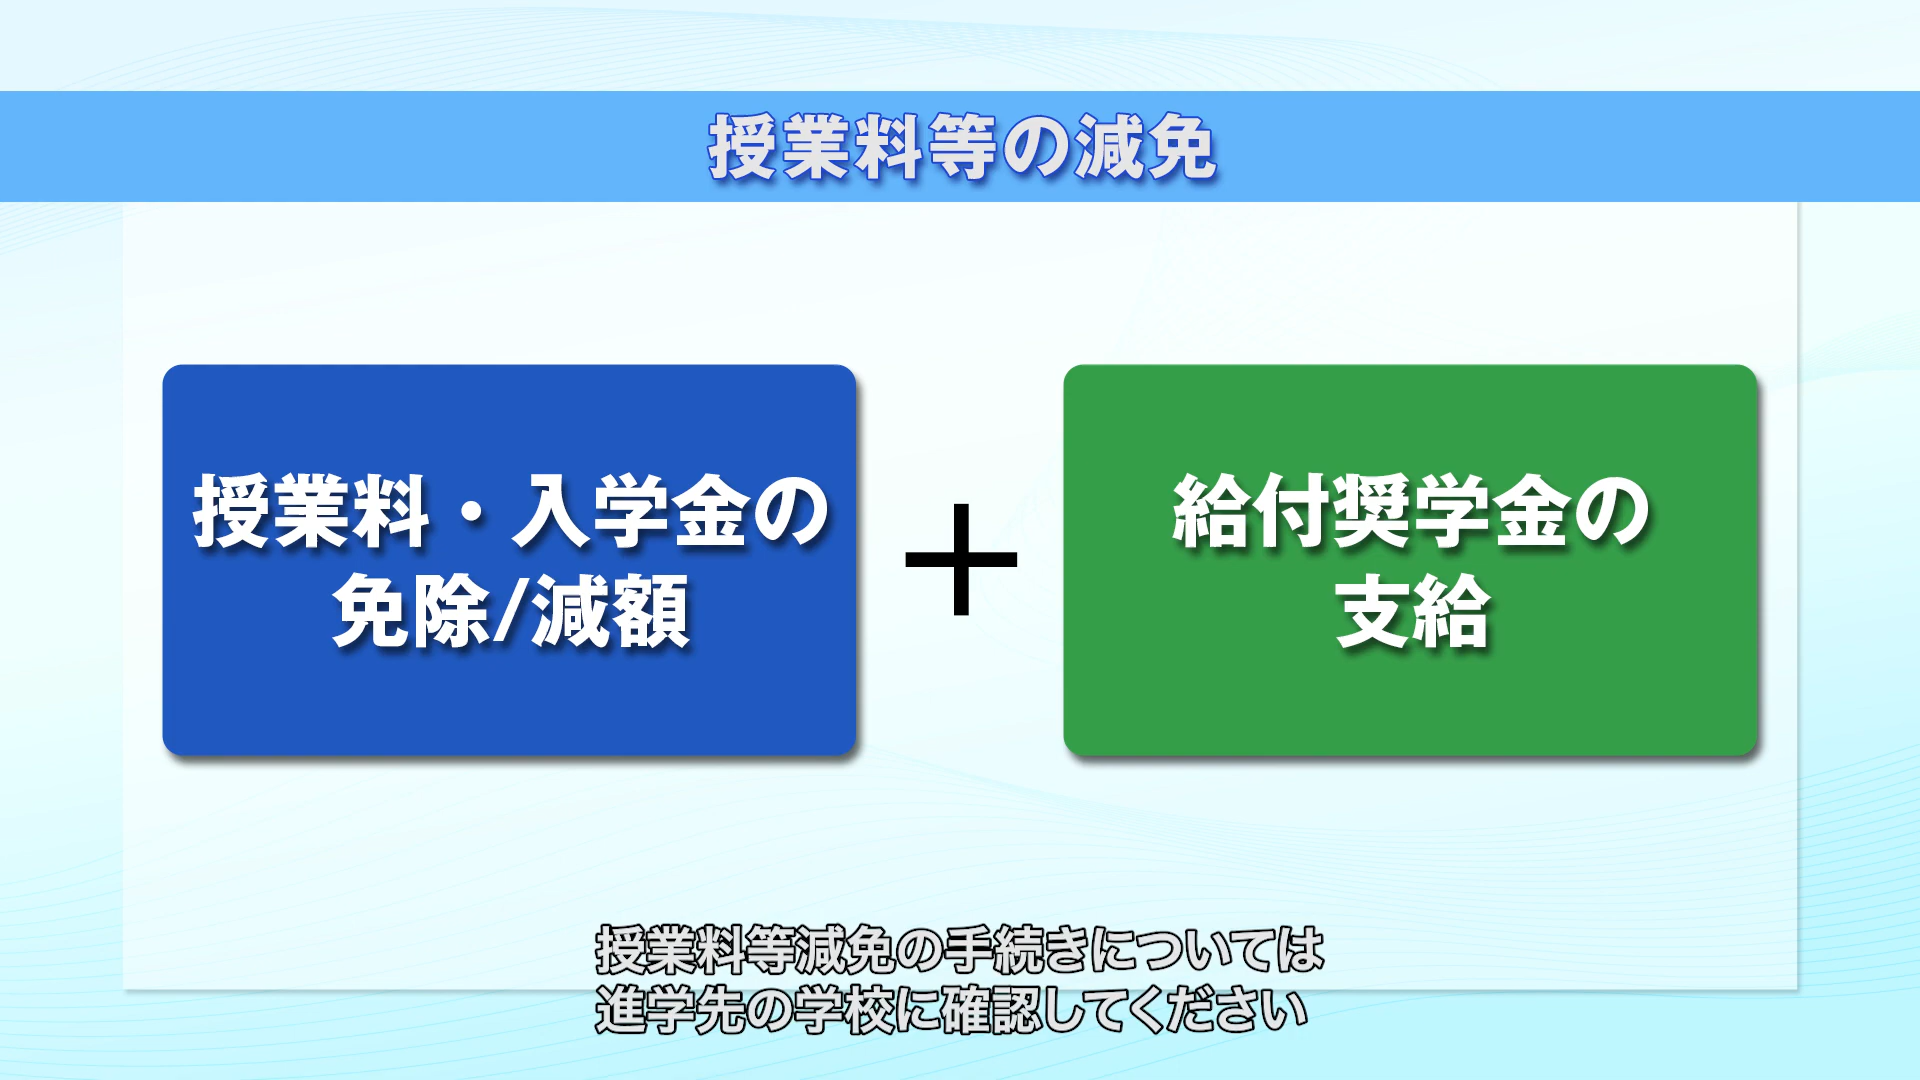 授業料等の減免
授業料・入学金の
免除/減額
+
給付奨学金の
支給
授業料等減免の手続きについては
進学先の学校に確認してください